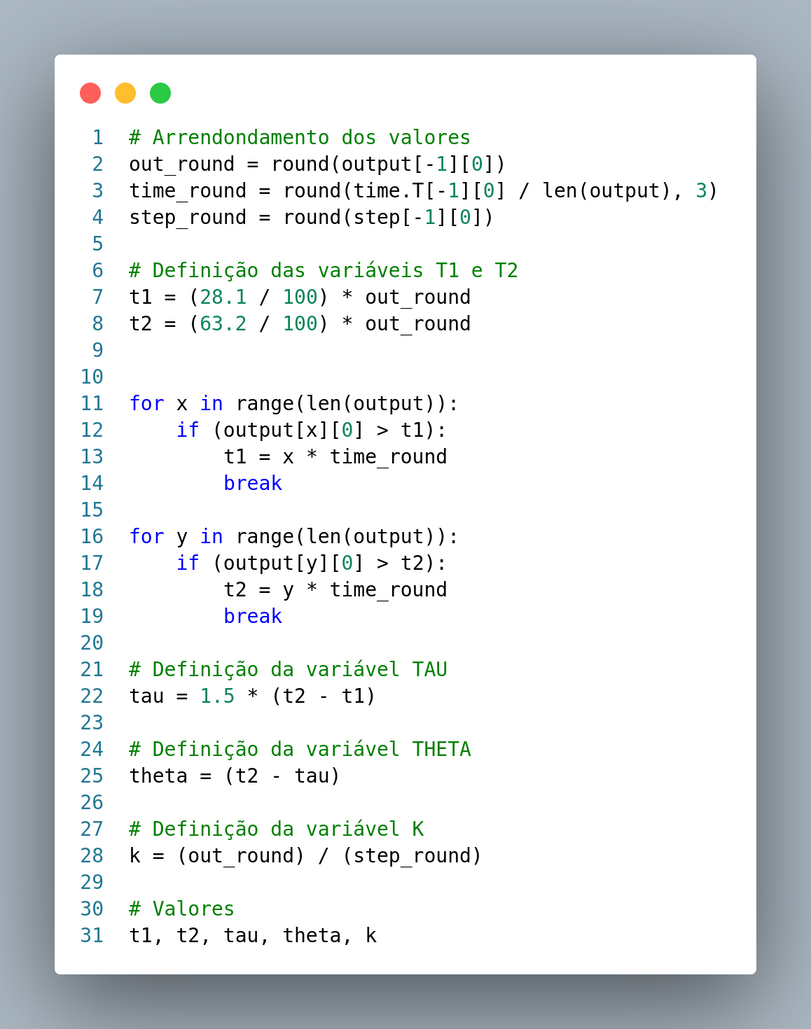 1 # Arrendondamento dos valores
2 out_round = round(output[-1][0])
3 time_round = round(time.T[-1][0] / len(output), 3)
4 step_round = round(step[-1][0])
5
6 # Definição das variáveis T1 e T2
7 t1 = (28.1 / 100) * out_round
8 t2 = (63.2 / 100) * out_round
9
10
11 for x in range(len(output)):
12     if (output[x][0] > t1):
13         t1 = x * time_round
14         break
15
16 for y in range(len(output)):
17     if (output[y][0] > t2):
18         t2 = y * time_round
19         break
20
21 # Definição da variável TAU
22 tau = 1.5 * (t2 - t1)
23
24 # Definição da variável THETA
25 theta = (t2 - tau)
26
27 # Definição da variável K
28 k = (out_round) / (step_round)
29
30 # Valores
31 t1, t2, tau, theta, k